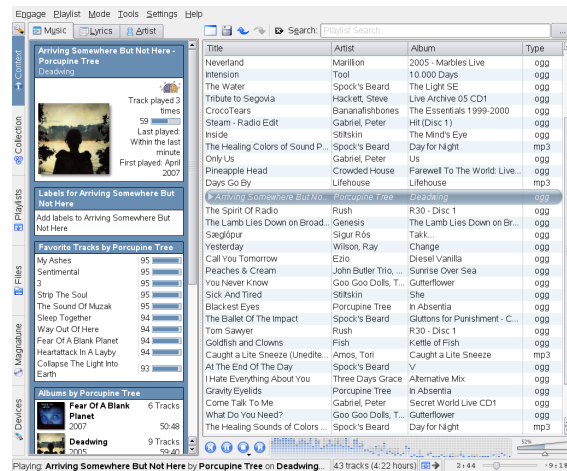 Engage Playlist Mode Tools Settings Help
Music Lyrics Artist
Search: Playlist Search ...
Context
Collection
Playlists
Files
Magnatune
Devices
Arriving Somewhere But Not Here -
Porcupine Tree
Deadwing
Track played 3
times
59
Last played:
Within the last
minute
First played: April
2007
Labels for Arriving Somewhere But
Not Here
Add labels to Arriving Somewhere But
Not Here
Favorite Tracks by Porcupine Tree
My Ashes 95
Sentimental 95
3 95
Strip The Soul 95
The Sound Of Muzak 95
Sleep Together 94
Way Out Of Here 94
Fear Of A Blank Planet 94
Heartattack In A Layby 94
Collapse The Light Into
Earth 93
Albums by Porcupine Tree
Fear Of A Blank 6 Tracks
Planet
2007 50:48
Deadwing 9 Tracks
2005 59:40
Title Artist Album Type
Neverland Marillion 2005 - Marbles Live ogg
Intension Tool 10.000 Days ogg
The Water Spock's Beard The Light SE ogg
Tribute to Segovia Hackett, Steve Live Archive 05 CD1 ogg
CrocoTears Bananafishbones The Essentials 1999-2000 ogg
Steam - Radio Edit Gabriel, Peter Hit (Disc 1) ogg
Inside Stiltskin The Mind's Eye ogg
The Healing Colors of Sound P... Spock's Beard Day for Night mp3
Only Us Gabriel, Peter Us ogg
Pineapple Head Crowded House Farewell To The World: Live... ogg
Days Go By Lifehouse Lifehouse mp3
Arriving Somewhere But No... Porcupine Tree Deadwing ogg
The Spirit Of Radio Rush R30 - Disc 1 ogg
The Lamb Lies Down on Broad... Genesis The Lamb Lies Down on Br... ogg
Sæglópur Sigur Rós Takk... ogg
Yesterday Wilson, Ray Change ogg
Call You Tomorrow Ezio Diesel Vanilla ogg
Peaches & Cream John Butler Trio, ... Sunrise Over Sea ogg
You Never Know Goo Goo Dolls, T... Gutterflower ogg
Sick And Tired Stiltskin She ogg
Blackest Eyes Porcupine Tree In Absentia ogg
The Ballet Of The Impact Spock's Beard Gluttons for Punishment - C... ogg
Tom Sawyer Rush R30 - Disc 1 ogg
Goldfish and Clowns Fish Kettle of Fish ogg
Caught a Lite Sneeze (Unedite... Amos, Tori Caught a Lite Sneeze mp3
At The End Of The Day Spock's Beard V ogg
I Hate Everything About You Three Days Grace Alternative Mix ogg
Gravity Eyelids Porcupine Tree In Absentia ogg
Come Talk To Me Gabriel, Peter Secret World Live CD1 ogg
What Do You Need? Goo Goo Dolls, T... Gutterflower ogg
The Healing Sounds of Colors ... Spock's Beard Day for Night mp3
52%
Playing: Arriving Somewhere But Not Here by Porcupine Tree on Deadwing... 43 tracks (4:22 hours) 2:44 -9:18